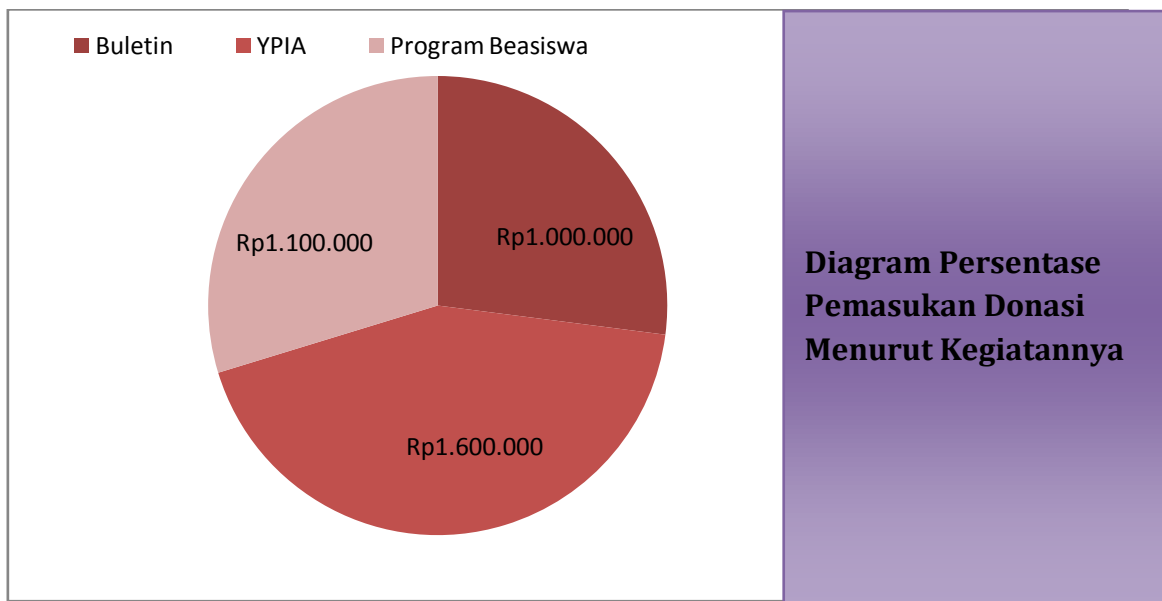 Buletin YPIA Program Beasiswa
Rp1.100.000
Rp1.000.000
Rp1.600.000
Diagram Persentase
Pemasukan Donasi
Menurut Kegiatannya